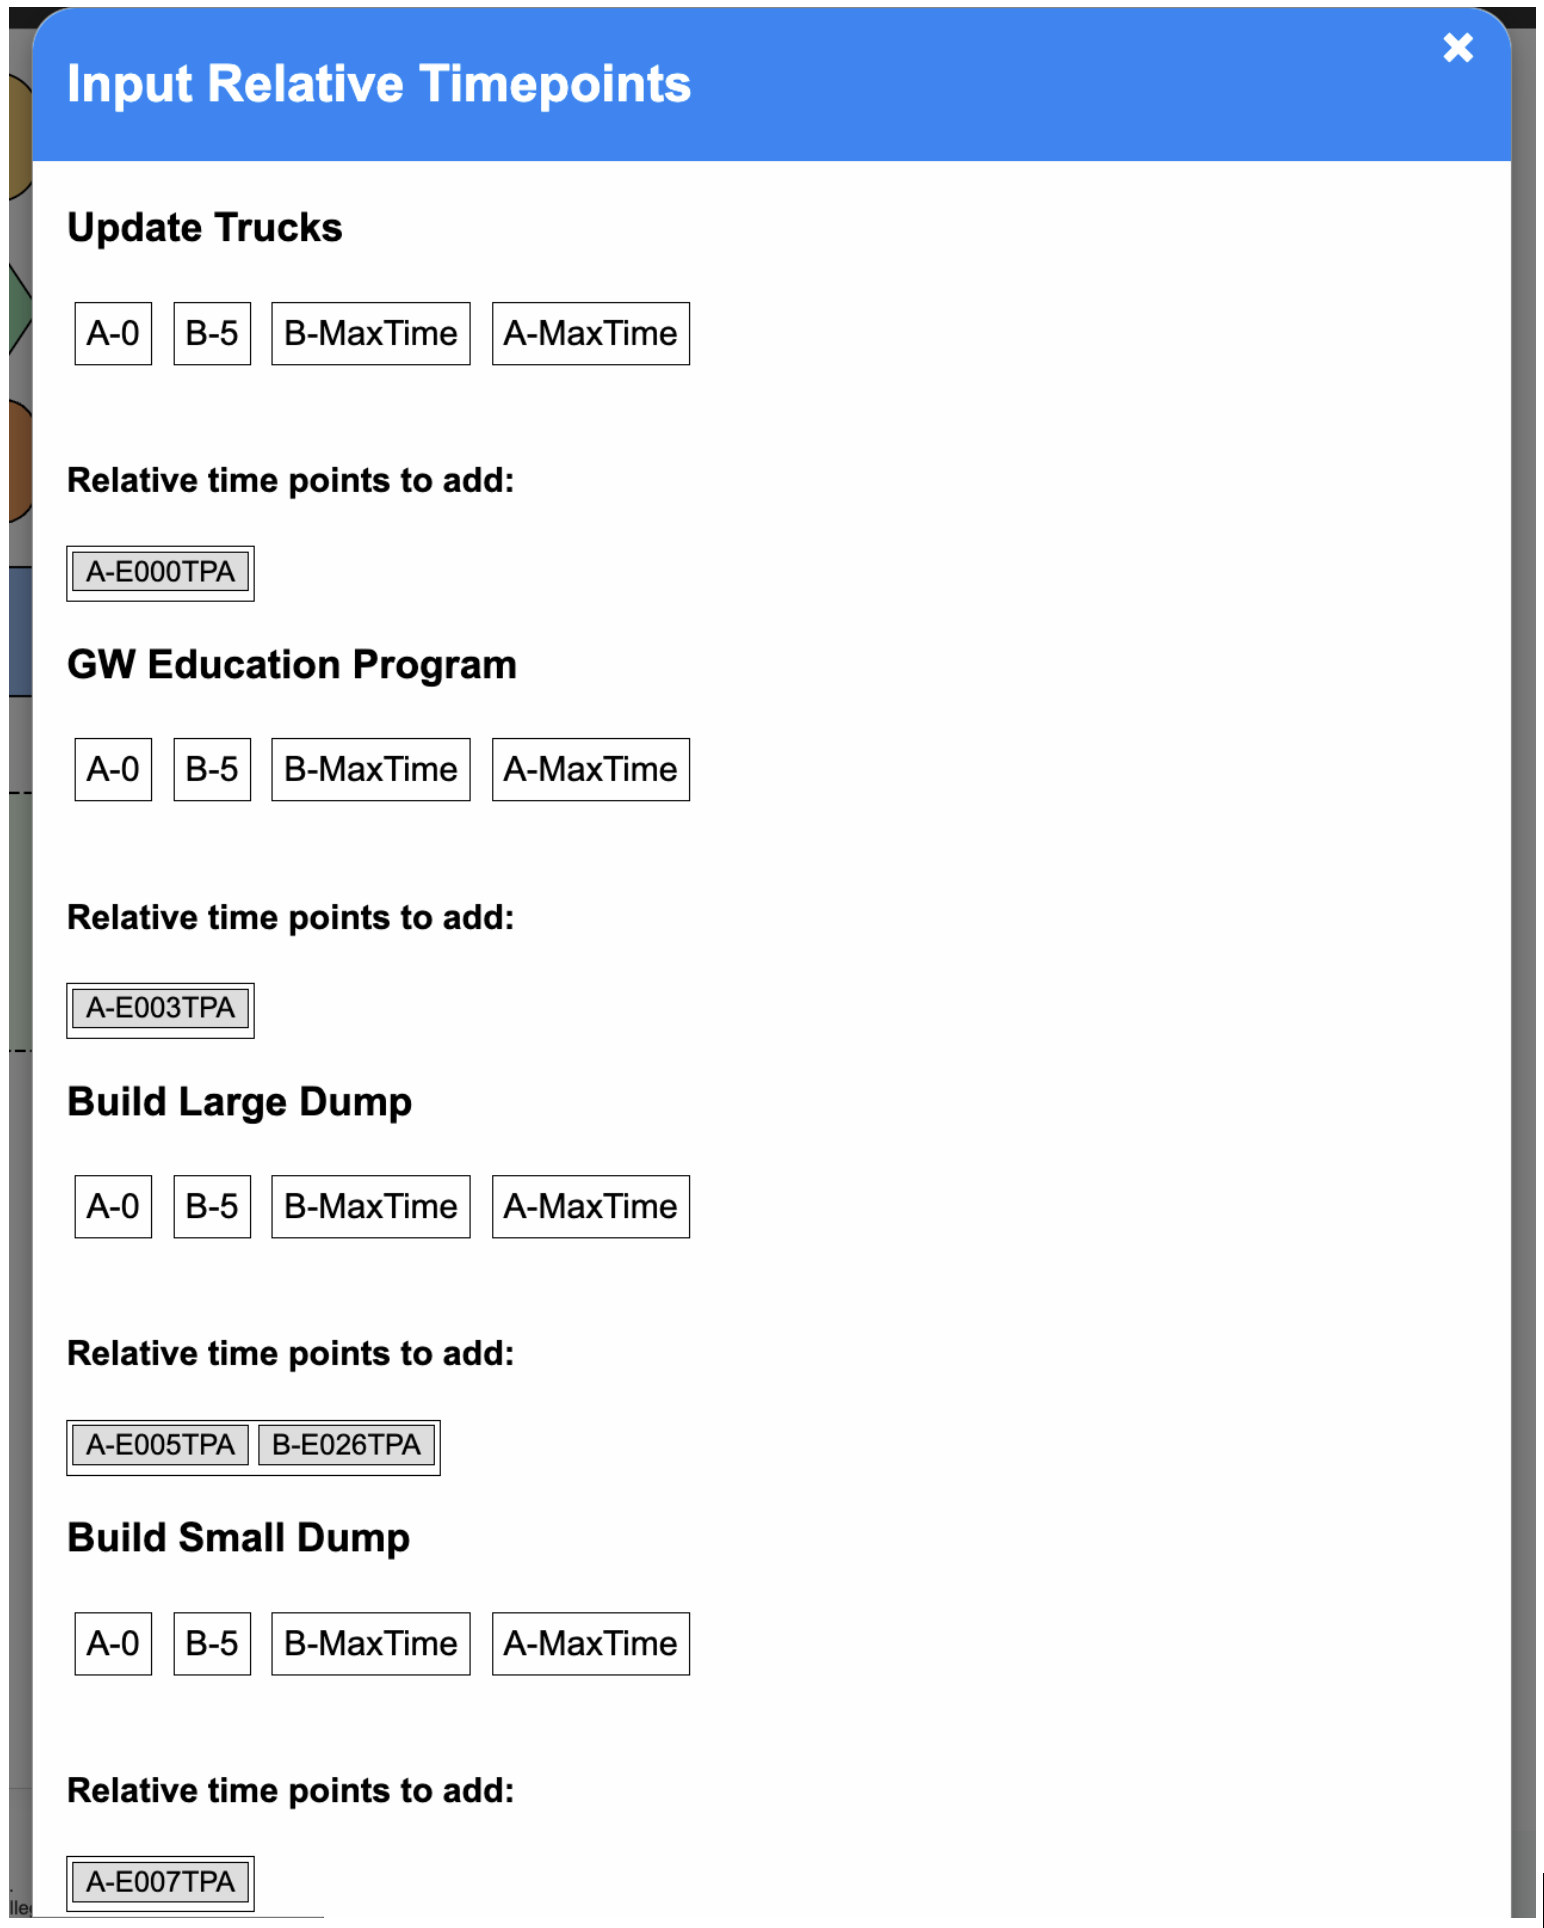 Input Relative Timepoints
Update Trucks
A-0 B-5 B-MaxTime A-MaxTime
Relative time points to add:
A-E000TPA
GW Education Program
A-0 B-5 B-MaxTime A-MaxTime
Relative time points to add:
A-E003TPA
Build Large Dump
A-0 B-5 B-MaxTime A-MaxTime
Relative time points to add:
A-E005TPA B-E026TPA
Build Small Dump
A-0 B-5 B-MaxTime A-MaxTime
Relative time points to add:
A-E007TPA